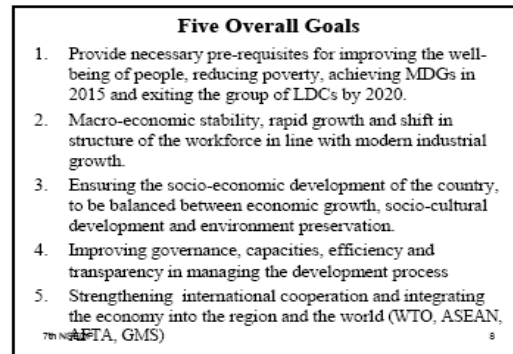 Five Overall Goals
1. Provide necessary pre-requisites for improving the well-
being of people, reducing poverty, achieving MDGs in
2015 and exiting the group of LDCs by 2020.
2. Macro-economic stability, rapid growth and shift in
structure of the workforce in line with modern industrial
growth.
3. Ensuring the socio-economic development of the country,
to be balanced between economic growth, socio-cultural
development and environment preservation.
4. Improving governance, capacities, efficiency and
transparency in managing the development process
5. Strengthening international cooperation and integrating
the economy into the region and the world (WTO, ASEAN,
AFTA, GMS)
7th
8